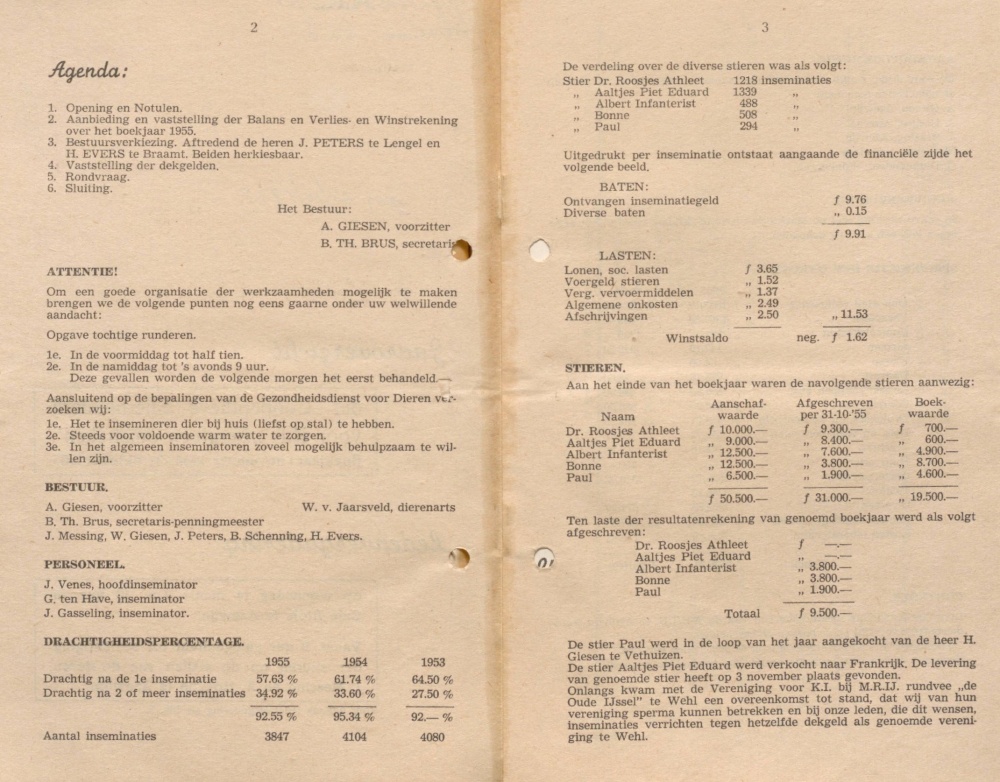 2
Agenda:
1. Opening en Notulen.
2. Aanbieding en vaststelling der Balans en Verlies- en Winstrekening
over het boekjaar 1955.
3. Bestuursverkiezing. Aftredend de heren J. PETERS te Lengel en
H. EVERS te Braamt. Beiden herkiesbaar.
4. Vaststelling der dekgelden.
5. Rondvraag.
6. Sluiting.
Het Bestuur:
A. GIESEN, voorzitter
B. TH. BRUS, secretaris
ATTENTIE!
Om een goede organisatie der werkzaamheden mogelijk te maken
brengen we de volgende punten nog eens gaarne onder uw welwillende
aandacht:
Opgave tochtige runderen.
1e. In de voormiddag tot half tien.
2e. In de namiddag tot 's avonds 9 uur.
Deze gevallen worden de volgende morgen het eerst behandeld.—
Aansluitend op de bepalingen van de Gezondheidsdienst voor Dieren ver-
zoeken wij:
1e. Het te insemineren dier bij huis (liefst op stal) te hebben.
2e. Steeds voor voldoende warm water te zorgen.
3e. In het algemeen inseminatoren zoveel mogelijk behulpzaam te wil-
len zijn.
BESTUUR.
A. Giesen, voorzitter W. v. Jaarsveld, dierenarts
B. Th. Brus, secretaris-penningmeester
J. Messing, W. Giesen, J. Peters, B. Schenning, H. Evers.
PERSONEEL.
J. Venes, hoofdinseminator
G. ten Have, inseminator
J. Gasseling, inseminator.
DRACHTIGHEIDSPERCENTAGE.
1955 1954 1953
Drachtig na de 1e inseminatie 57.63 % 61.74 % 64.50 %
Drachtig na 2 of meer inseminaties 34.92 % 33.60 % 27.50 %
92.55 % 95.34 % 92.— %
Aantal inseminaties 3847 4104 4080
3
De verdeling over de diverse stieren was als volgt:
Stier Dr. Roosjes Athleet 1218 inseminaties
„ Aaltjes Piet Eduard 1339 „
„ Albert Infanterist 488 „
„ Bonne 508 „
„ Paul 294 „
Uitgedrukt per inseminatie ontstaat aangaande de financiële zijde het
volgende beeld.
BATEN:
Ontvangen inseminatiegeld ƒ 9.76
Diverse baten „ 0.15
ƒ 9.91
LASTEN:
Lonen, soc. lasten ƒ 3.65
Voergeld stieren „ 1.52
Verg. vervoermiddelen „ 1.37
Algemene onkosten „ 2.49
Afschrijvingen „ 2.50 „ 11.53
Winstsaldo neg. ƒ 1.62
STIEREN.
Aan het einde van het boekjaar waren de navolgende stieren aanwezig:
Aanschaf- Afgeschreven Boek-
Naam waarde per 31-10-'55 waarde
Dr. Roosjes Athleet ƒ 10.000.— ƒ 9.300.— ƒ 700.—
Aaltjes Piet Eduard „ 9.000.— „ 8.400.— „ 600.—
Albert Infanterist „ 12.500.— „ 7.600.— „ 4.900.—
Bonne „ 12.500.— „ 3.800.— „ 8.700.—
Paul „ 6.500.— „ 1.900.— „ 4.600.—
ƒ 50.500.— ƒ 31.000.— „ 19.500.—
Ten laste der resultatenrekening van genoemd boekjaar werd als volgt
afgeschreven:
Dr. Roosjes Athleet ƒ —.—
Aaltjes Piet Eduard „ —.—
Albert Infanterist „ 3.800.—
Bonne „ 3.800.—
Paul „ 1.900.—
Totaal ƒ 9.500.—
De stier Paul werd in de loop van het jaar aangekocht van de heer H.
Giesen te Vethuizen.
De stier Aaltjes Piet Eduard werd verkocht naar Frankrijk. De levering
van genoemde stier heeft op 3 november plaats gevonden.
Onlangs kwam met de Vereniging voor K.I. bij M.R.IJ. rundvee „de
Oude IJssel" te Wehl een overeenkomst tot stand, dat wij van hun
vereniging sperma kunnen betrekken en bij onze leden, die dit wensen,
inseminaties verrichten tegen hetzelfde dekgeld als genoemde vereni-
ging te Wehl.